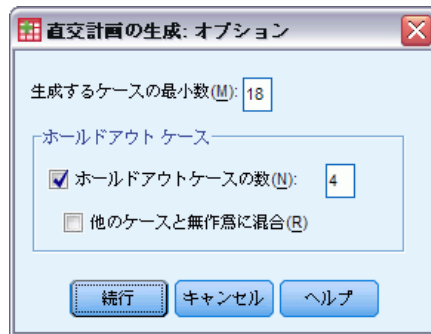 直交計画の生成: オプション
生成するケースの最小数(M): 18
ホールドアウト ケース
ホールドアウトケースの数(N): 4
他のケースと無作為に混合(R)
続行 キャンセル ヘルプ